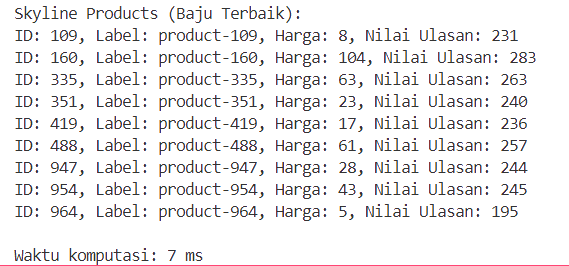 Skyline Products (Baju Terbaik):
ID: 109, Label: product-109, Harga: 8, Nilai Ulasan: 231
ID: 160, Label: product-160, Harga: 104, Nilai Ulasan: 283
ID: 335, Label: product-335, Harga: 63, Nilai Ulasan: 263
ID: 351, Label: product-351, Harga: 23, Nilai Ulasan: 240
ID: 419, Label: product-419, Harga: 17, Nilai Ulasan: 236
ID: 488, Label: product-488, Harga: 61, Nilai Ulasan: 257
ID: 947, Label: product-947, Harga: 28, Nilai Ulasan: 244
ID: 954, Label: product-954, Harga: 43, Nilai Ulasan: 245
ID: 964, Label: product-964, Harga: 5, Nilai Ulasan: 195
Waktu komputasi: 7 ms